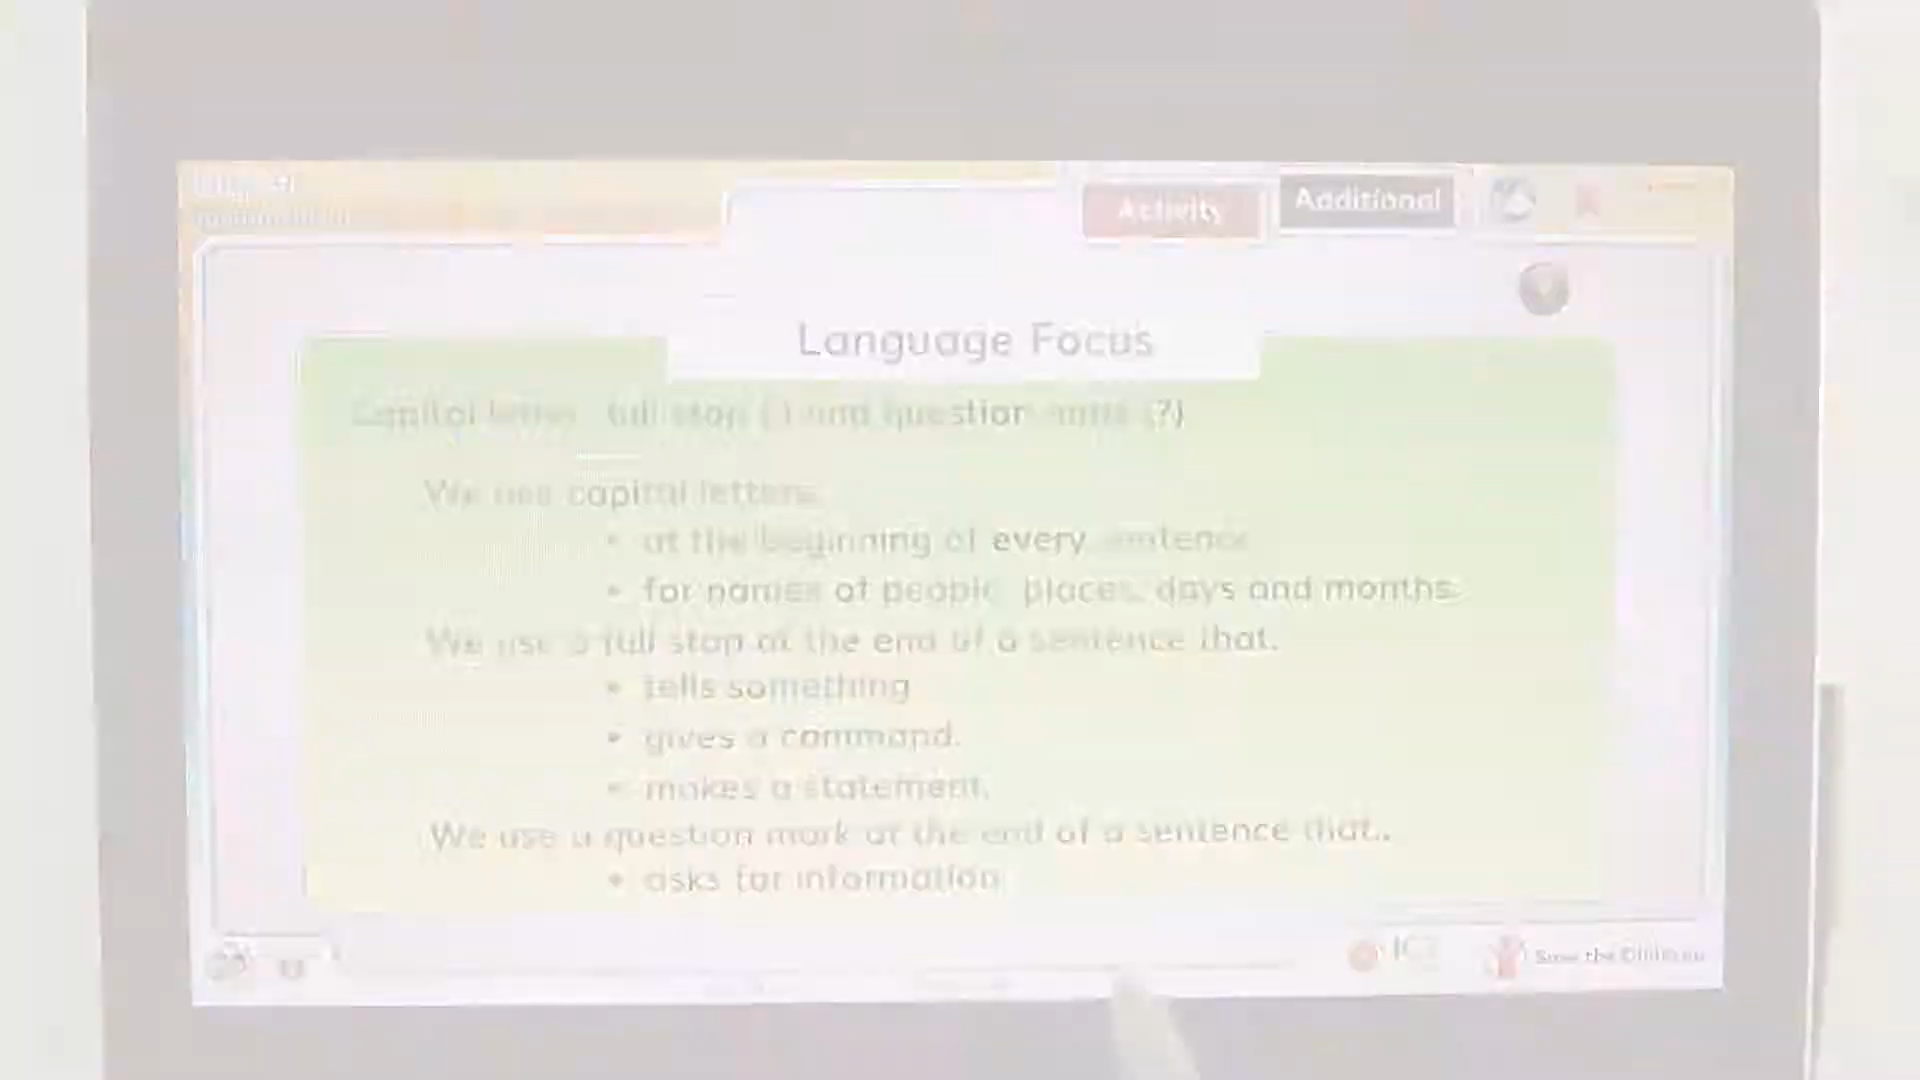 Activity
Additional
Language Focus
Capital letter, full stop (.) and question mark (?)
We use capital letters
• at the beginning of every sentence
• for names of people, places, days and months.
We use a full stop at the end of a sentence that.
• tells something
• gives a command.
• makes a statement.
We use a question mark at the end of a sentence that..
• asks for information
Save the Children